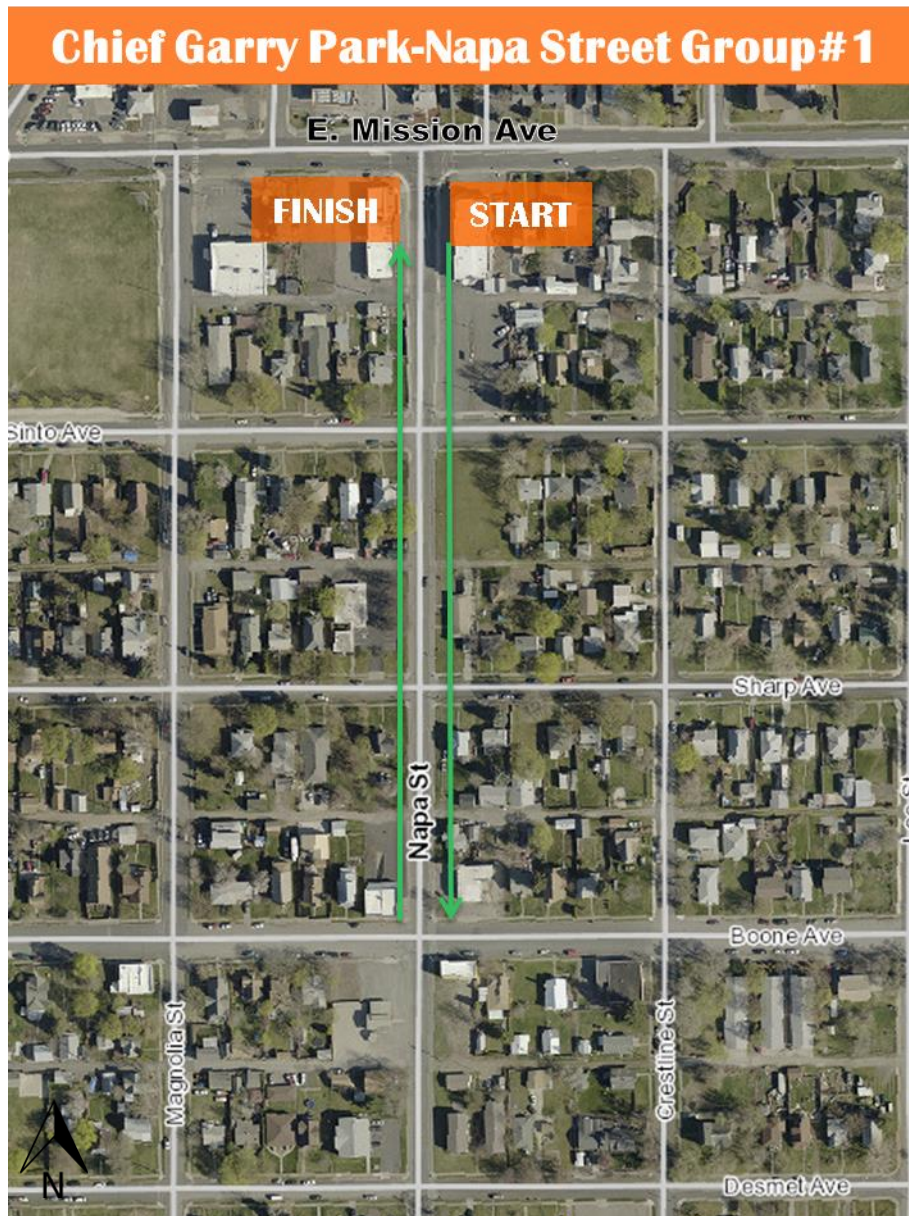 Chief Garry Park-Napa Street Group#1
E. Mission Ave
FINISH
START
Sinto Ave
Sharp Ave
Napa St
Boone Ave
Magnolia St
Crestline St
N
Desmet Ave